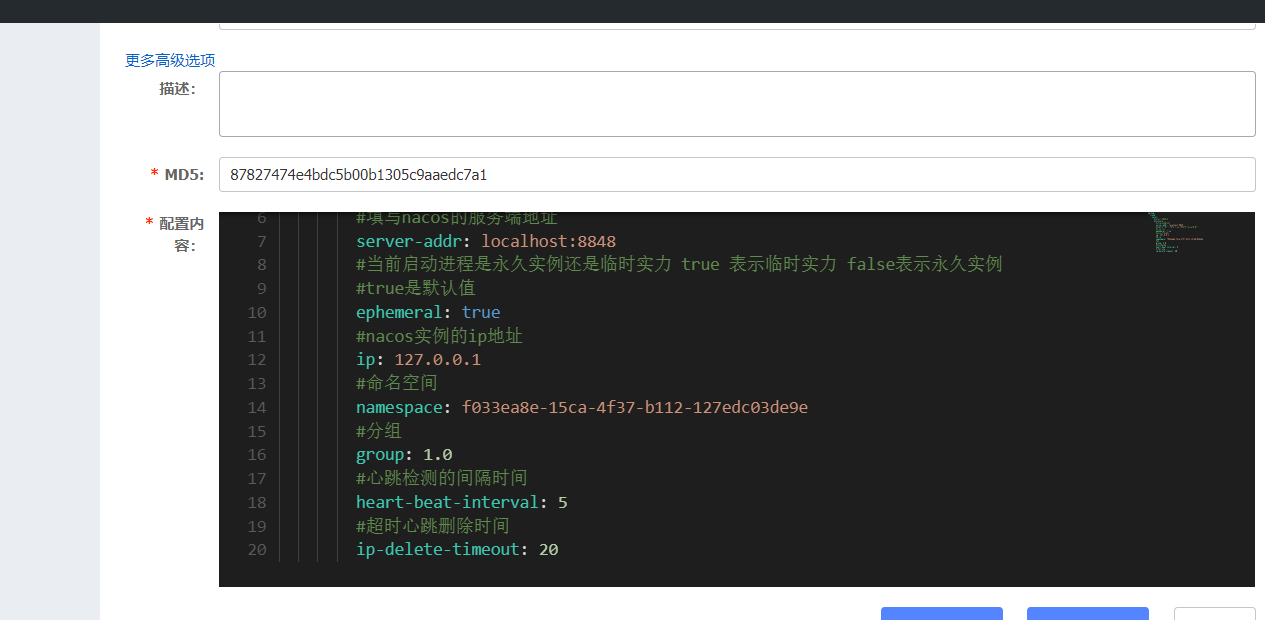 更多高级选项
描述:
* MD5: 87827474e4bdc5b00b1305c9aaedc7a1
* 配置内
容:
6 #填写nacos的服务端地址
7 server-addr: localhost:8848
8 #当前启动进程是永久实例还是临时实力 true 表示临时实力 false表示永久实例
9 #true是默认值
10 ephemeral: true
11 #nacos实例的ip地址
12 ip: 127.0.0.1
13 #命名空间
14 namespace: f033ea8e-15ca-4f37-b112-127edc03de9e
15 #分组
16 group: 1.0
17 #心跳检测的间隔时间
18 heart-beat-interval: 5
19 #超时心跳删除时间
20 ip-delete-timeout: 20